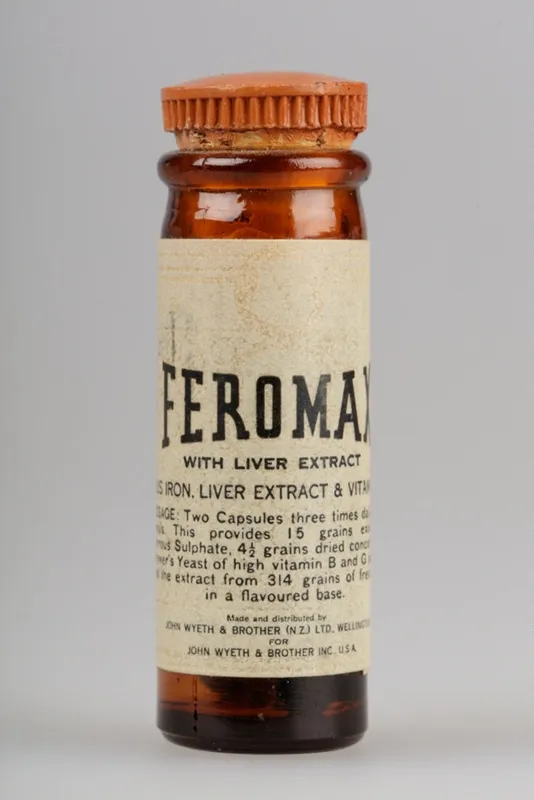 FEROMAX
WITH LIVER EXTRACT
IRON, LIVER EXTRACT &
Two Capsules three times
This provides 15 grains
Sulphate, 4½ grains dried
Yeast of high vitamin B and G
the extract from 314 grains of
in a flavoured base.
Made and distributed by
JOHN WYETH & BROTHER (N.Z.) LTD., WELLINGTON
FOR
JOHN WYETH & BROTHER INC. U.S.A.